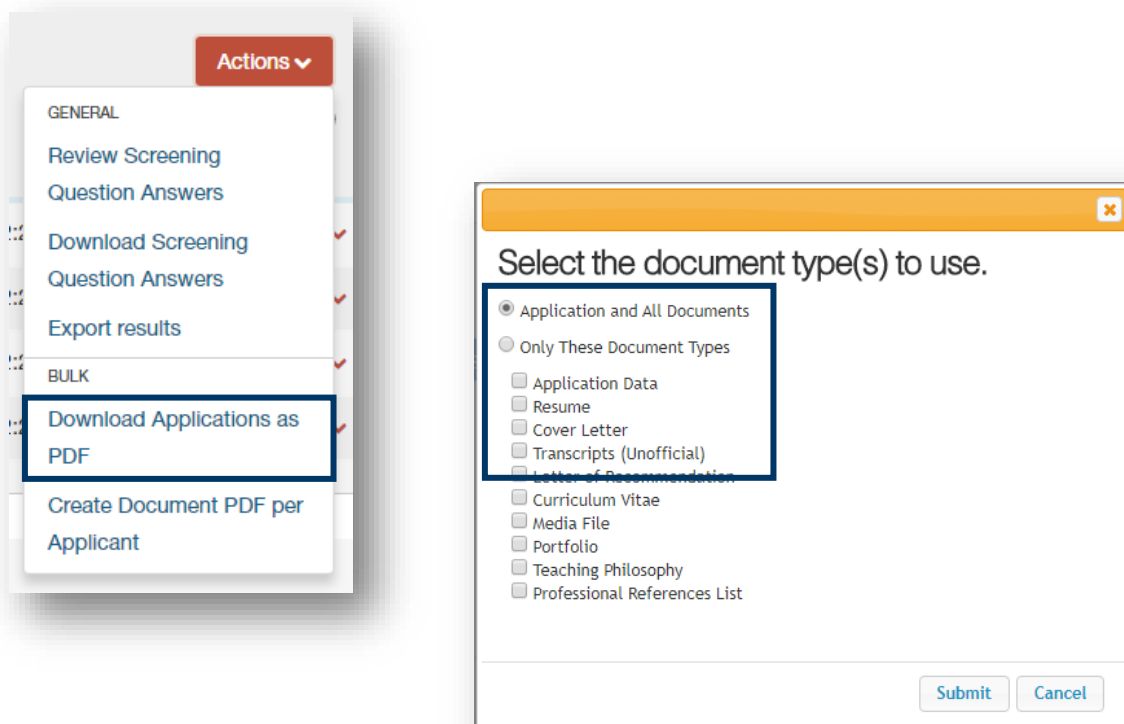 Actions
GENERAL
Review Screening
Question Answers
Download Screening
Question Answers
Export results
BULK
Download Applications as
PDF
Create Document PDF per
Applicant
Select the document type(s) to use.
Application and All Documents
Only These Document Types
Application Data
Resume
Cover Letter
Transcripts (Unofficial)
Letter of Recommendation
Curriculum Vitae
Media File
Portfolio
Teaching Philosophy
Professional References List
Submit Cancel